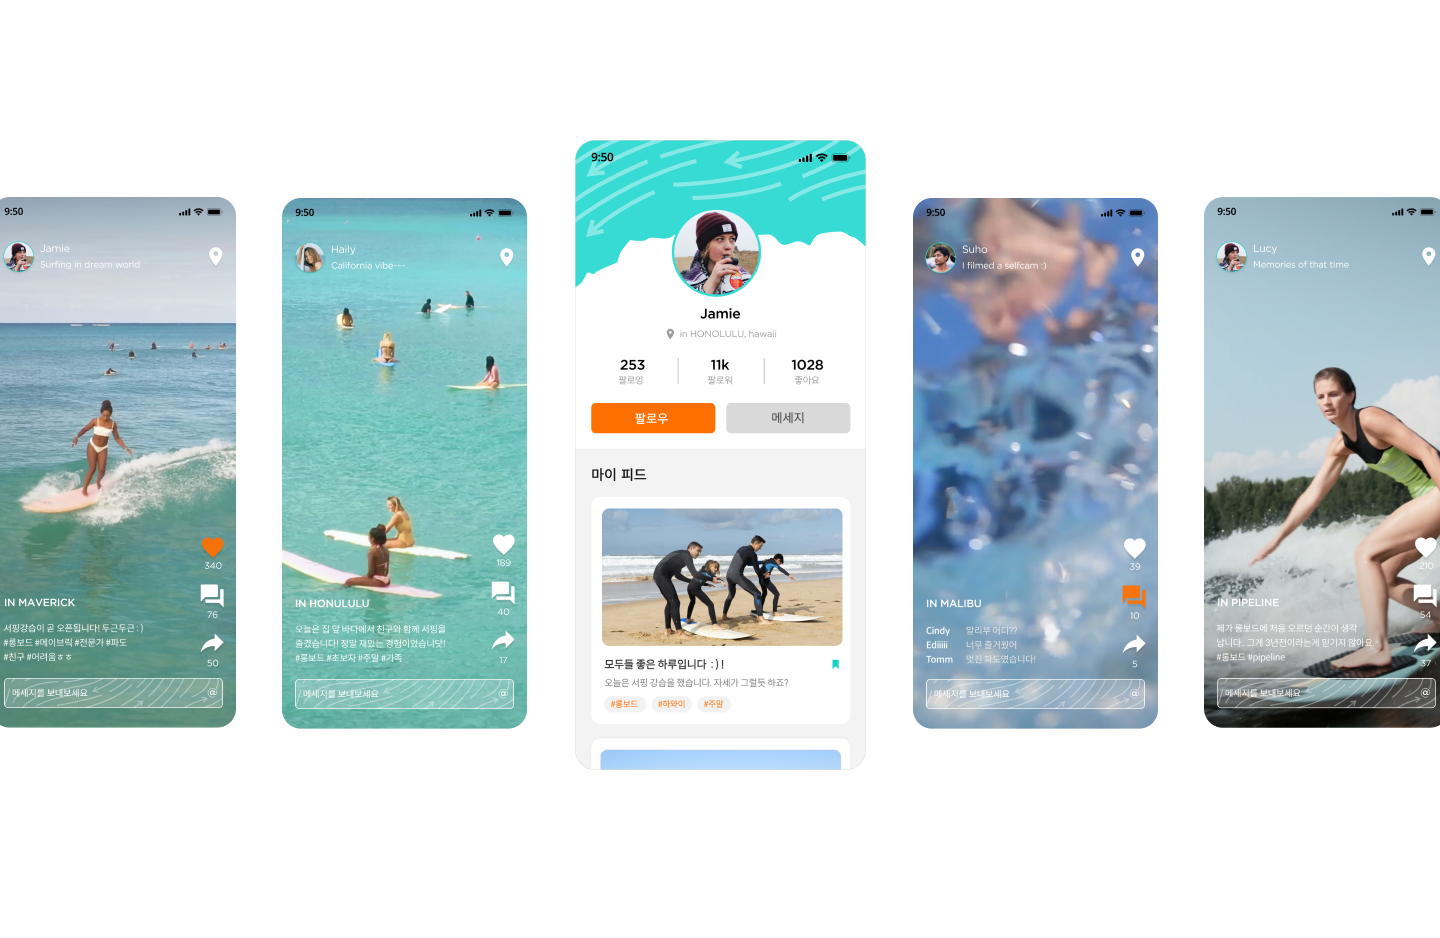 9:50
Jamie
Surfing in dream world
340
76
50
IN MAVERICK
서핑강습이 곧 오픈됩니다! 두근두근 : )
#롱보드 #메이브릭 #전문가 #파도
#친구 #어려움ㅎㅎ
메세지를 보내보세요
@
9:50
Haily
California vibe~~~
189
40
17
IN HONULULU
오늘은 집 앞 바다에서 친구와 함께 서핑을
즐겼습니다! 정말 재밌는 경험이었습니당!
#롱보드 #초보자 #주말 #가족
메세지를 보내보세요
@
9:50
Jamie
in HONOLULU, hawaii
253
팔로잉
11k
팔로워
1028
좋아요
팔로우
메세지
마이 피드
모두들 좋은 하루입니다 : ) !
오늘은 서핑 강습을 했습니다. 자세가 그럴듯 하죠?
#롱보드
#하와이
#주말
9:50
Suho
I filmed a selfcam :)
39
10
5
IN MALIBU
Cindy 말리부 어디??
Ediiiii 너무 즐거웠어
Tomm 멋진 파도였습니다!
메세지를 보내보세요
@
9:50
Lucy
Memories of that time
210
54
37
IN PIPELINE
제가 롱보드에 처음 오르던 순간이 생각
납니다.. 그게 3년전이라는게 믿기지 않아요.
#롱보드 #pipeline
메세지를 보내보세요
@